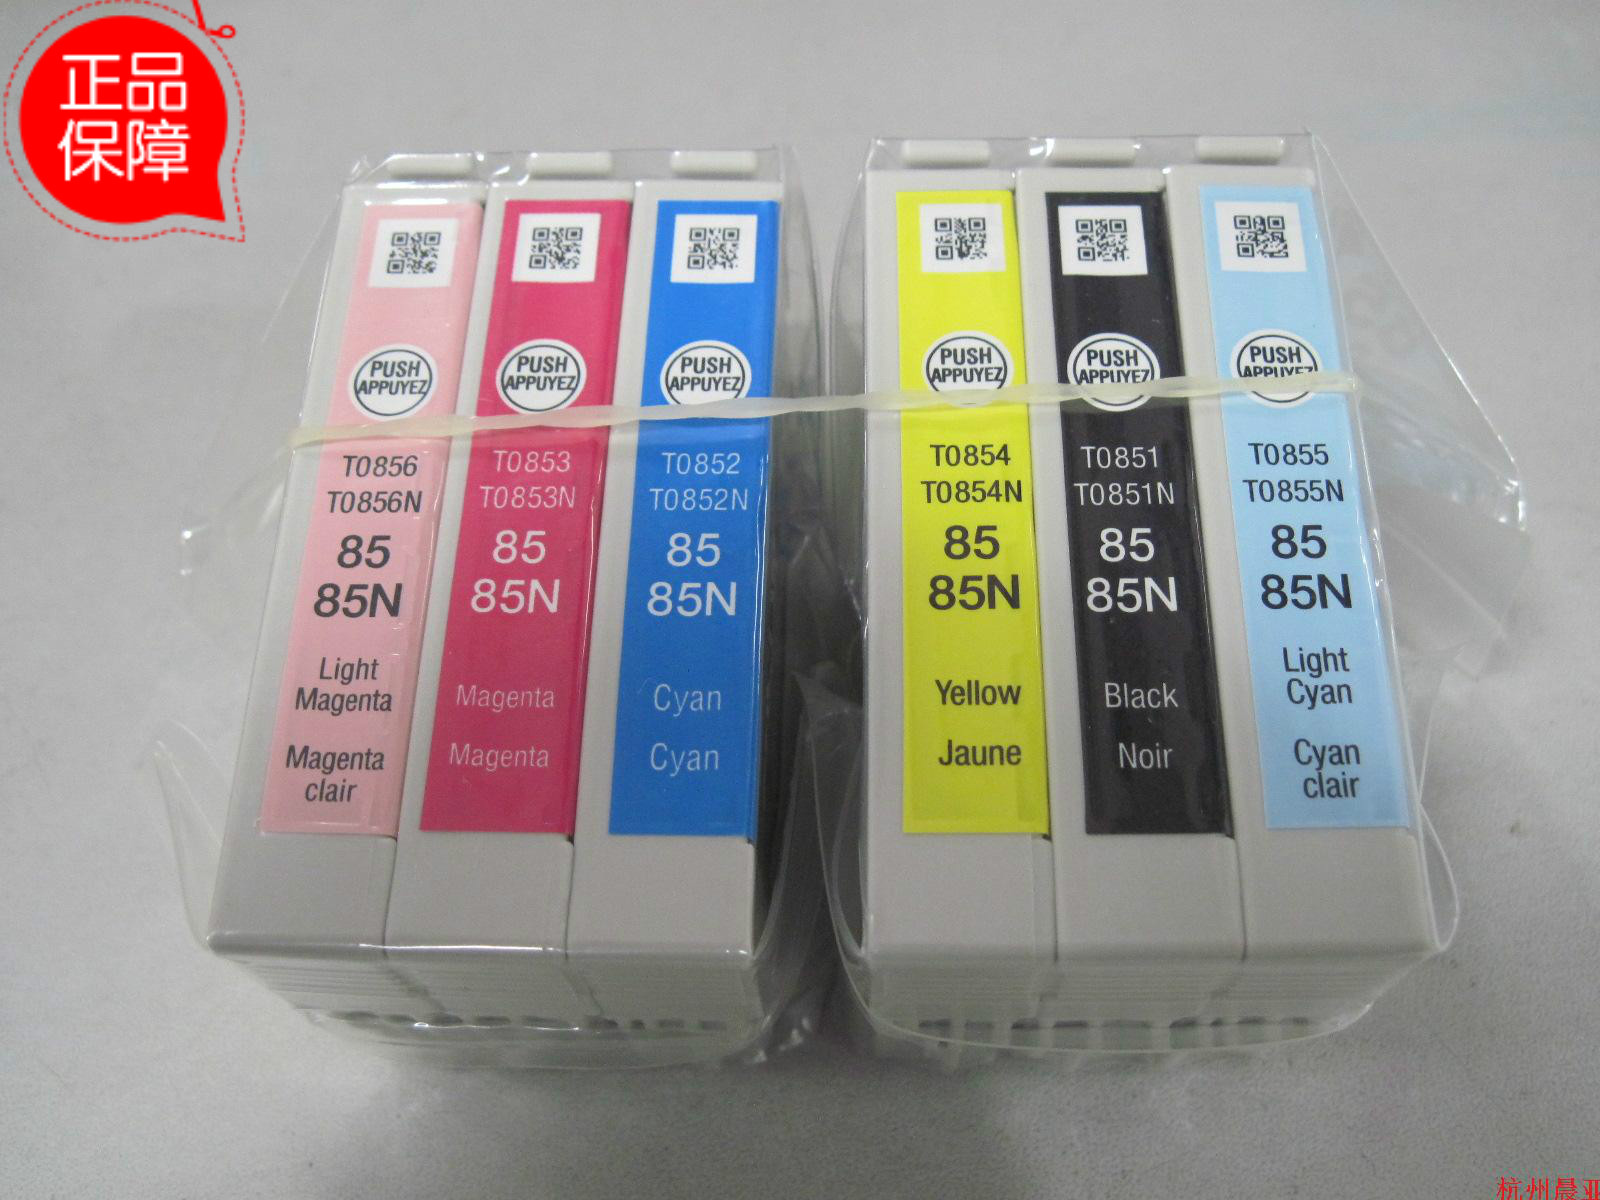 正品
保障
PUSH
APPUYEZ
T0856
T0856N
85
85N
Light
Magenta
Magenta
clair
PUSH
APPUYEZ
T0853
T0853N
85
85N
Magenta
Magenta
PUSH
APPUYEZ
T0852
T0852N
85
85N
Cyan
Cyan
PUSH
APPUYEZ
T0854
T0854N
85
85N
Yellow
Jaune
PUSH
APPUYEZ
T0851
T0851N
85
85N
Black
Noir
PUSH
APPUYEZ
T0855
T0855N
85
85N
Light
Cyan
Cyan
clair
杭州晨亚